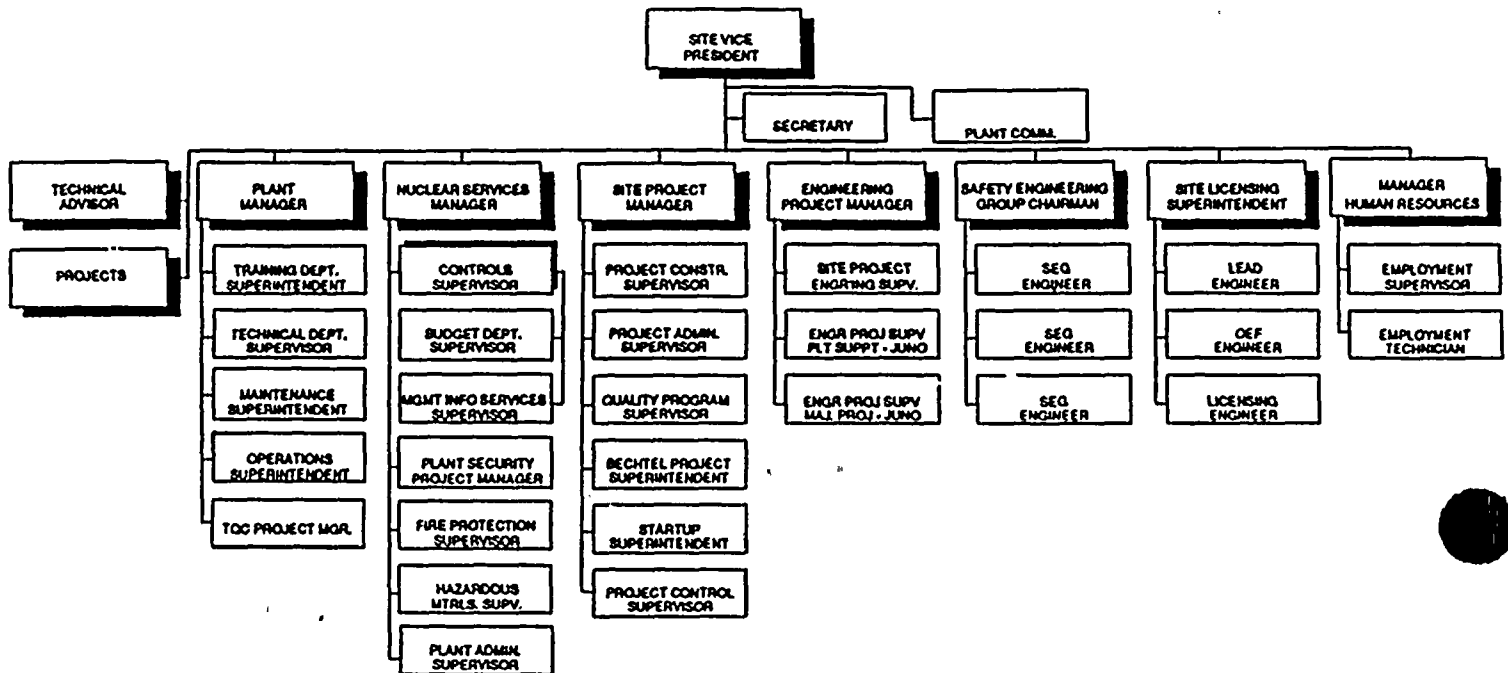 SITE VICE
PRESIDENT
SECRETARY
PLANT COMM.
TECHNICAL
ADVISOR
PROJECTS
PLANT
MANAGER
TRAINING DEPT.
SUPERINTENDENT
TECHNICAL DEPT.
SUPERVISOR
MAINTENANCE
SUPERINTENDENT
OPERATIONS
SUPERINTENDENT
TQC PROJECT MGR.
NUCLEAR SERVICES
MANAGER
CONTROLS
SUPERVISOR
BUDGET DEPT.
SUPERVISOR
MGMT INFO SERVICES
SUPERVISOR
PLANT SECURITY
PROJECT MANAGER
FIRE PROTECTION
SUPERVISOR
HAZARDOUS
MTRLS. SUPV.
PLANT ADMIN.
SUPERVISOR
SITE PROJECT
MANAGER
PROJECT CONSTR.
SUPERVISOR
PROJECT ADMIN.
SUPERVISOR
QUALITY PROGRAM
SUPERVISOR
BECHTEL PROJECT
SUPERINTENDENT
STARTUP
SUPERINTENDENT
PROJECT CONTROL
SUPERVISOR
ENGINEERING
PROJECT MANAGER
SITE PROJECT
ENGRTING SUPV.
ENGR PROJ SUPV
PLT SUPPT - JUNO
ENGR PROJ SUPV
MAJ. PROJ - JUNO
SAFETY ENGINEERING
GROUP CHAIRMAN
SEG
ENGINEER
SEG
ENGINEER
SEG
ENGINEER
SITE LICENSING
SUPERINTENDENT
LEAD
ENGINEER
OEF
ENGINEER
LICENSING
ENGINEER
MANAGER
HUMAN RESOURCES
EMPLOYMENT
SUPERVISOR
EMPLOYMENT
TECHNICIAN